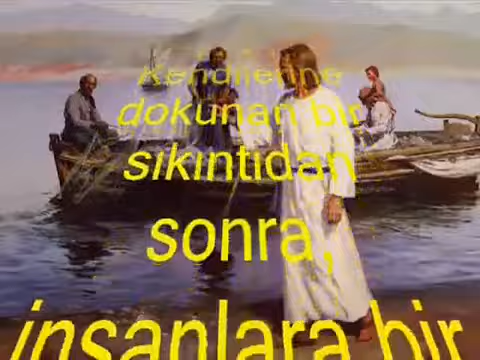 Kendilerine
dokunan bir
sıkıntıdan
sonra,
insanlara bir